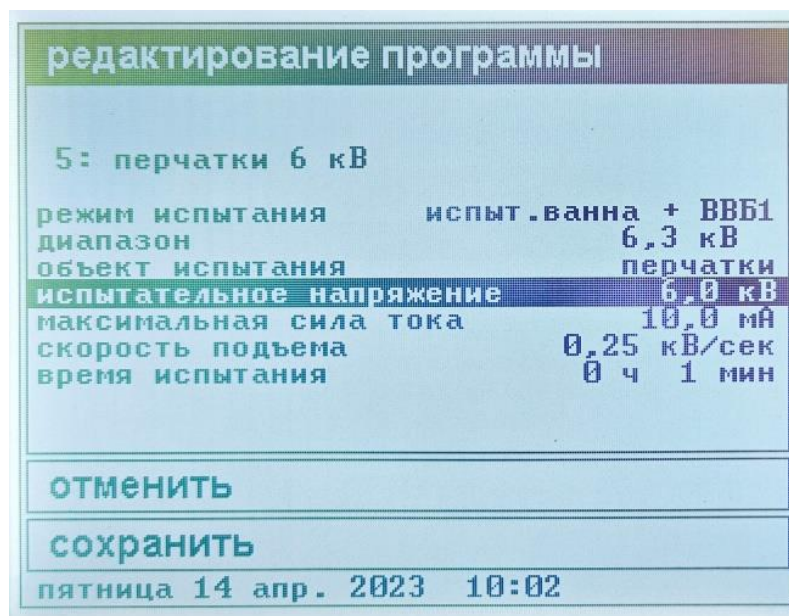 редактирование программы
5: перчатки 6 кВ
режим испытания испыт.ванна + ВВБ1
диапазон 6,3 кВ
объект испытания перчатки
испытательное напряжение 6,0 кВ
максимальная сила тока 10,0 мА
скорость подъема 0,25 кВ/сек
время испытания 0 ч 1 мин
отменить
сохранить
пятница 14 апр. 2023 10:02